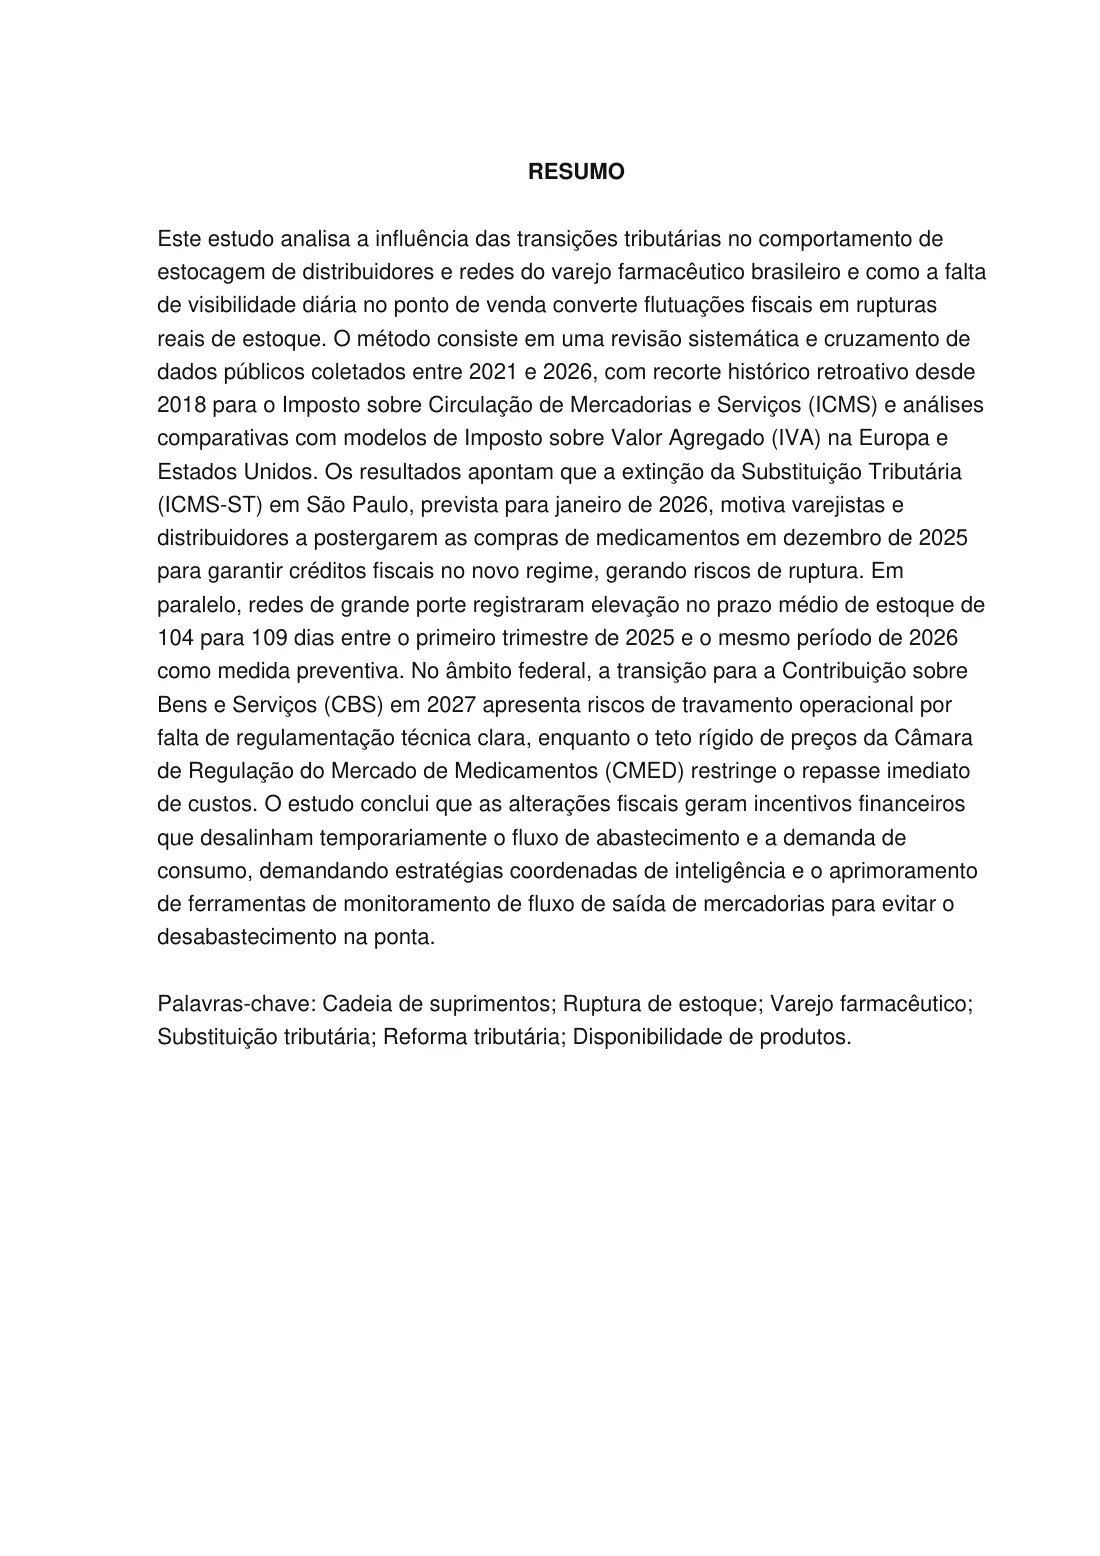 RESUMO
Este estudo analisa a influência das transições tributárias no comportamento de
estocagem de distribuidores e redes do varejo farmacêutico brasileiro e como a falta
de visibilidade diária no ponto de venda converte flutuações fiscais em rupturas
reais de estoque. O método consiste em uma revisão sistemática e cruzamento de
dados públicos coletados entre 2021 e 2026, com recorte histórico retroativo desde
2018 para o Imposto sobre Circulação de Mercadorias e Serviços (ICMS) e análises
comparativas com modelos de Imposto sobre Valor Agregado (IVA) na Europa e
Estados Unidos. Os resultados apontam que a extinção da Substituição Tributária
(ICMS-ST) em São Paulo, prevista para janeiro de 2026, motiva varejistas e
distribuidores a postergarem as compras de medicamentos em dezembro de 2025
para garantir créditos fiscais no novo regime, gerando riscos de ruptura. Em
paralelo, redes de grande porte registraram elevação no prazo médio de estoque de
104 para 109 dias entre o primeiro trimestre de 2025 e o mesmo período de 2026
como medida preventiva. No âmbito federal, a transição para a Contribuição sobre
Bens e Serviços (CBS) em 2027 apresenta riscos de travamento operacional por
falta de regulamentação técnica clara, enquanto o teto rígido de preços da Câmara
de Regulação do Mercado de Medicamentos (CMED) restringe o repasse imediato
de custos. O estudo conclui que as alterações fiscais geram incentivos financeiros
que desalinham temporariamente o fluxo de abastecimento e a demanda de
consumo, demandando estratégias coordenadas de inteligência e o aprimoramento
de ferramentas de monitoramento de fluxo de saída de mercadorias para evitar o
desabastecimento na ponta.
Palavras-chave: Cadeia de suprimentos; Ruptura de estoque; Varejo farmacêutico;
Substituição tributária; Reforma tributária; Disponibilidade de produtos.